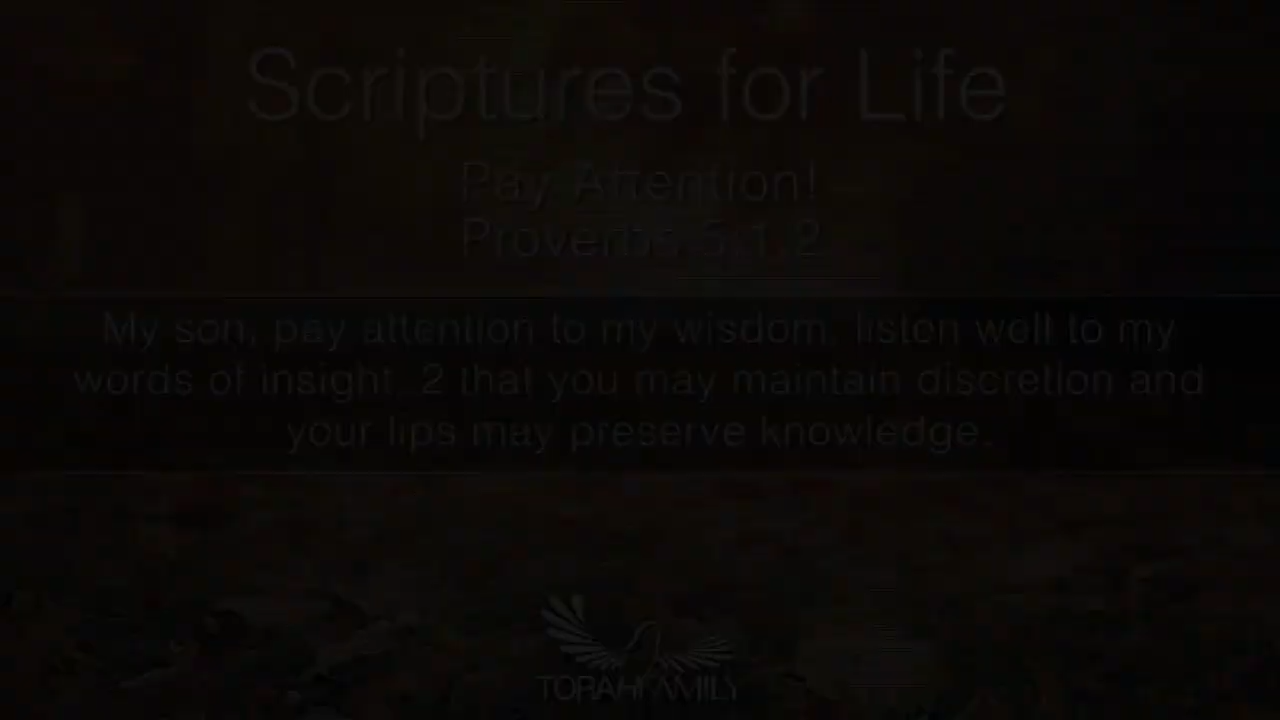 Scriptures for Life
Pay Attention!
Proverbs 5:1,2
My son, pay attention to my wisdom, listen well to my
words of insight, 2 that you may maintain discretion and
your lips may preserve knowledge.
TORAHFAMILY